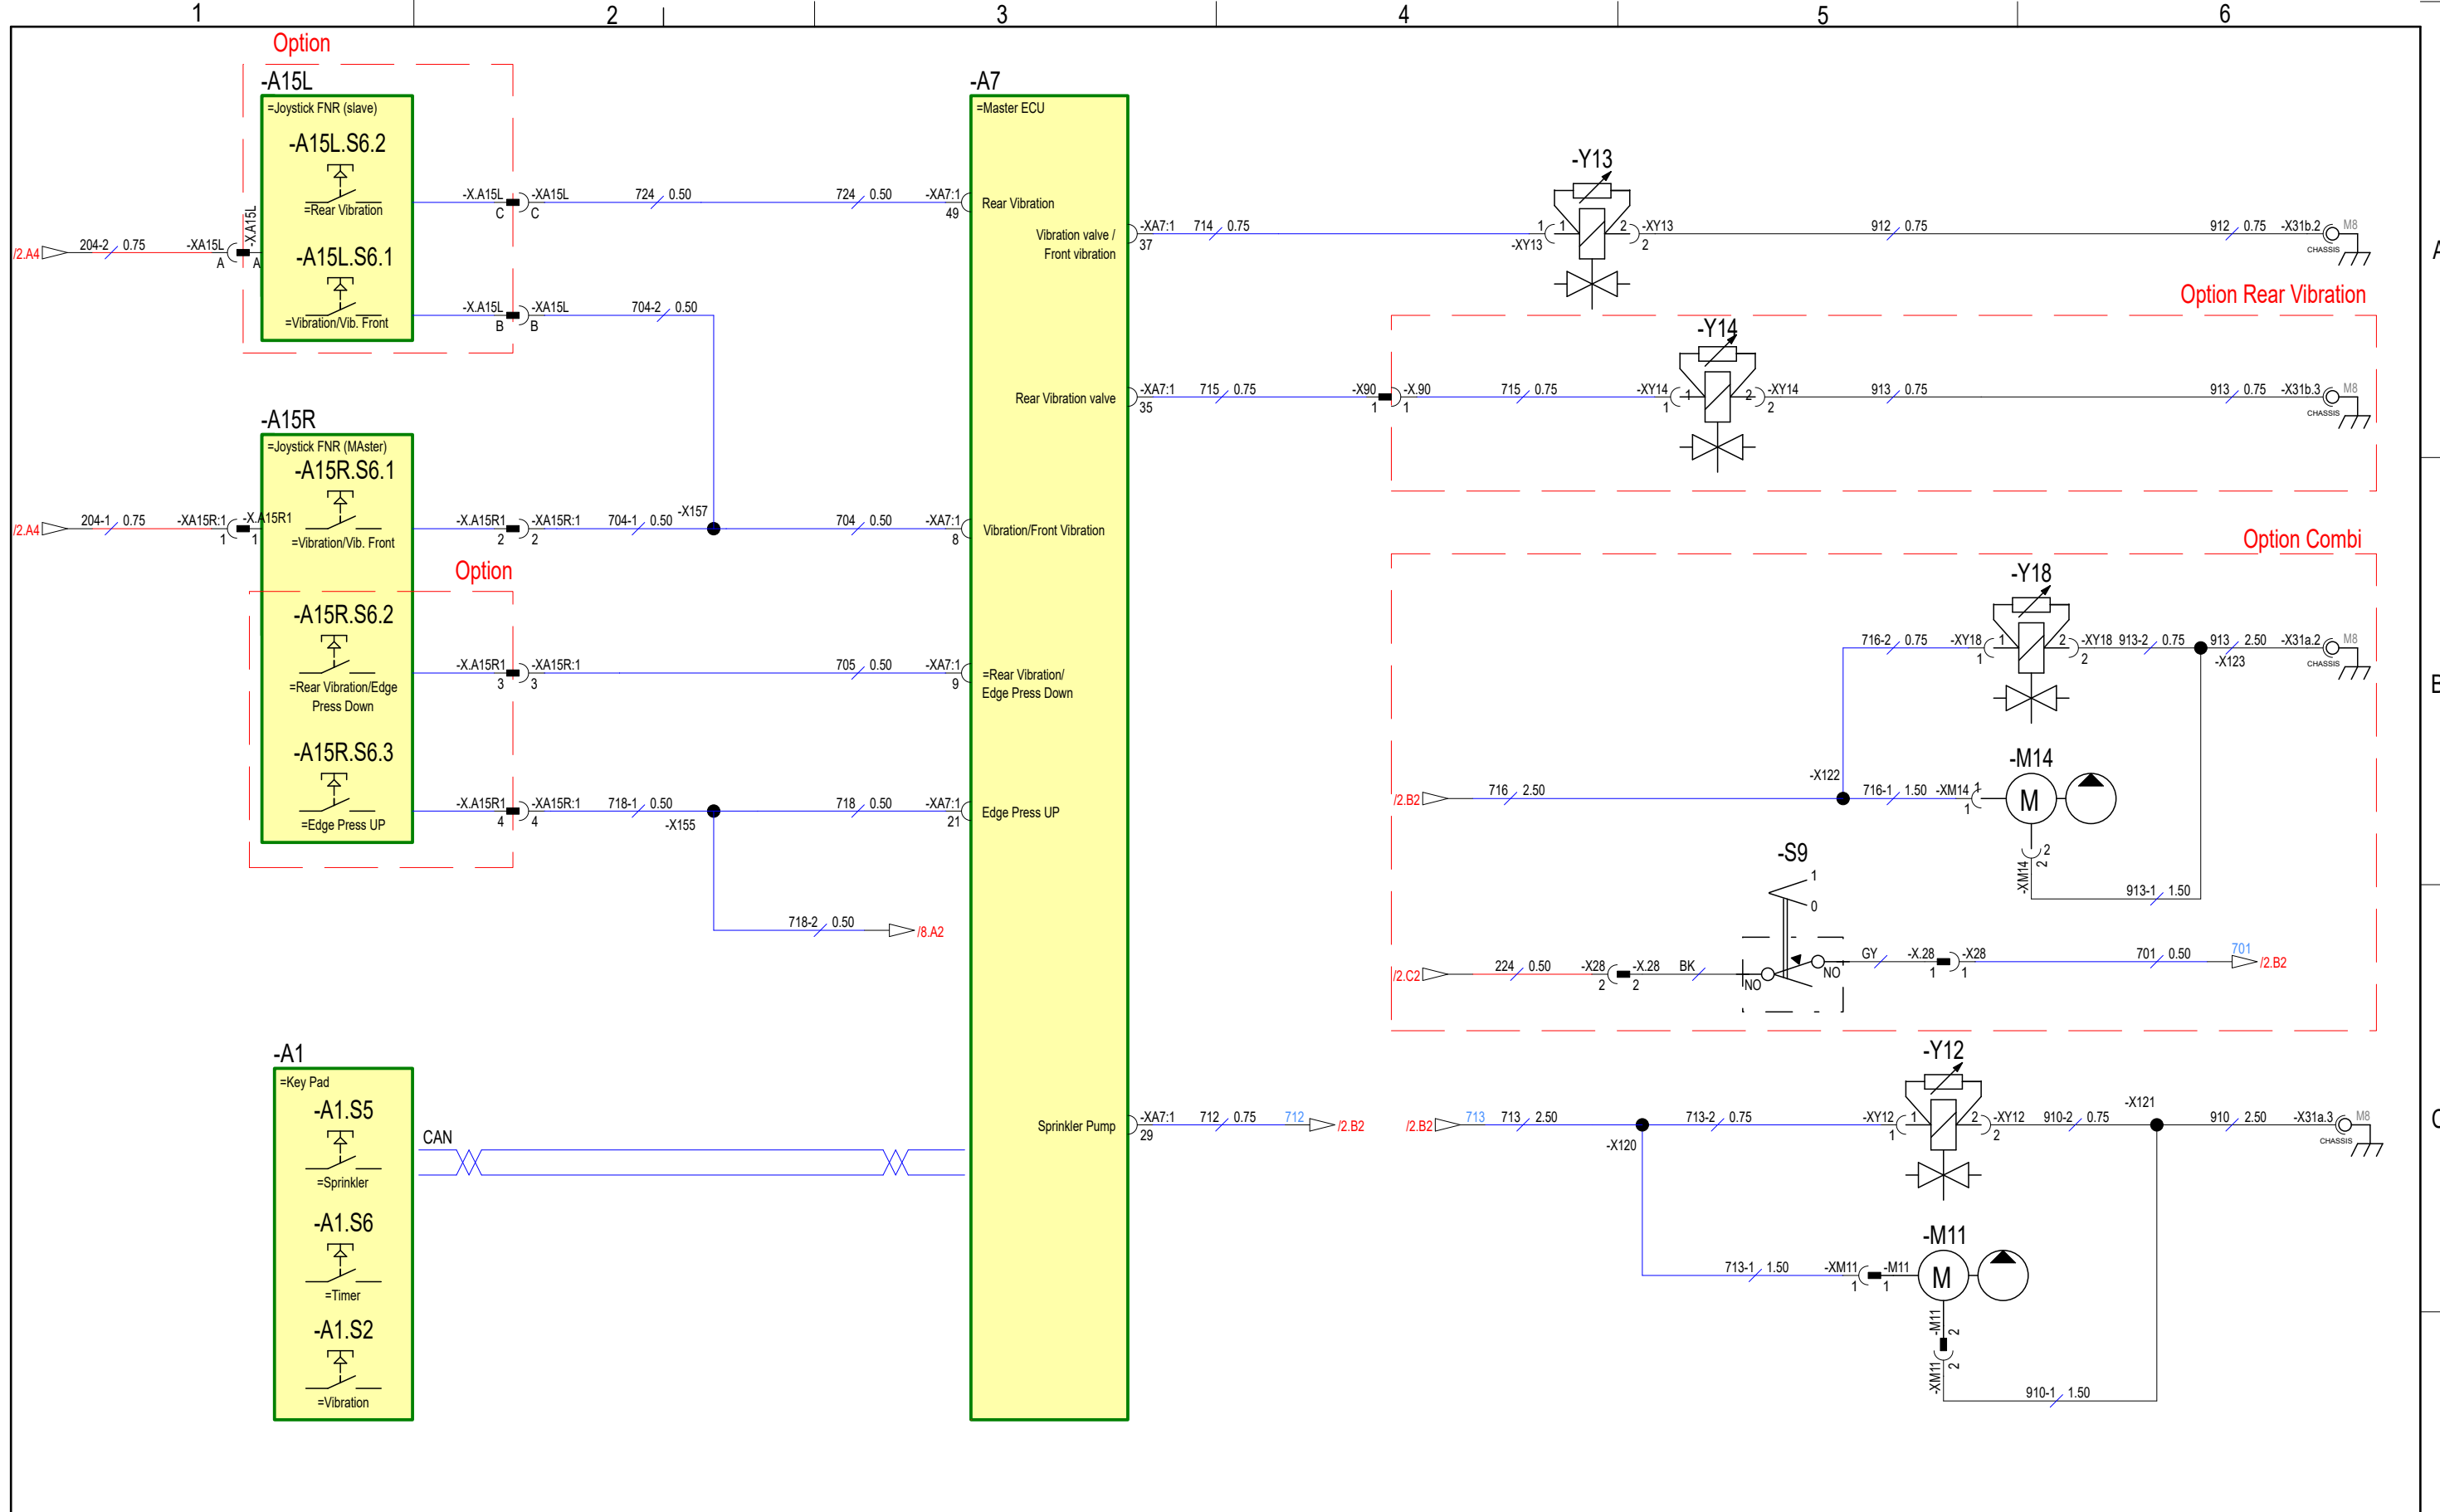 1
2
3
4
5
6
Option
-A15L
=Joystick FNR (slave)
-A15L.S6.2
=Rear Vibration
-A15L.S6.1
=Vibration/Vib. Front
/2.A4
204-2
0.75
-XA15L
A
-X.A15L
A
-X.A15L
C
-XA15L
C
724
0.50
724
0.50
-XA7:1
49
-X.A15L
B
-XA15L
B
704-2
0.50
-A7
=Master ECU
Rear Vibration
Vibration valve /
Front vibration
Rear Vibration valve
Vibration/Front Vibration
=Rear Vibration/
Edge Press Down
Edge Press UP
Sprinkler Pump
-XA7:1
37
714
0.75
1
1
-XY13
-Y13
2
-XY13
2
912
0.75
912
0.75
-X31b.2
M8
CHASSIS
A
Option Rear Vibration
-Y14
-XA7:1
35
715
0.75
-X90
1
-X.90
1
715
0.75
-XY14
1
1
2
-XY14
2
913
0.75
913
0.75
-X31b.3
M8
CHASSIS
-A15R
=Joystick FNR (MAster)
-A15R.S6.1
=Vibration/Vib. Front
/2.A4
204-1
0.75
-XA15R:1
1
-X.A15R1
1
-X.A15R1
2
-XA15R:1
2
704-1
0.50
-X157
704
0.50
-XA7:1
8
Option
-A15R.S6.2
=Rear Vibration/Edge
Press Down
-X.A15R1
3
-XA15R:1
3
705
0.50
-XA7:1
9
-A15R.S6.3
=Edge Press UP
-X.A15R1
4
-XA15R:1
4
718-1
0.50
-X155
718
0.50
-XA7:1
21
718-2
0.50
/8.A2
Option Combi
-Y18
716-2
0.75
-XY18
1
1
2
-XY18
2
913-2
0.75
-X123
913
2.50
-X31a.2
M8
CHASSIS
B
-M14
/2.B2
716
2.50
-X122
716-1
1.50
-XM14
1
1
M
2
2
-XM14
913-1
1.50
-S9
1
0
/2.C2
224
0.50
-X28
2
-X.28
2
BK
NO
NO
GY
-X.28
1
-X28
1
701
0.50
701
/2.B2
-A1
=Key Pad
-A1.S5
=Sprinkler
-A1.S6
=Timer
-A1.S2
=Vibration
CAN
-XA7:1
29
712
0.75
712
/2.B2
/2.B2
713
713
2.50
-X120
713-2
0.75
-XY12
1
1
-Y12
2
-XY12
2
910-2
0.75
-X121
910
2.50
-X31a.3
M8
CHASSIS
C
-M11
713-1
1.50
-XM11
1
-M11
1
M
-M11
2
-XM11
2
910-1
1.50